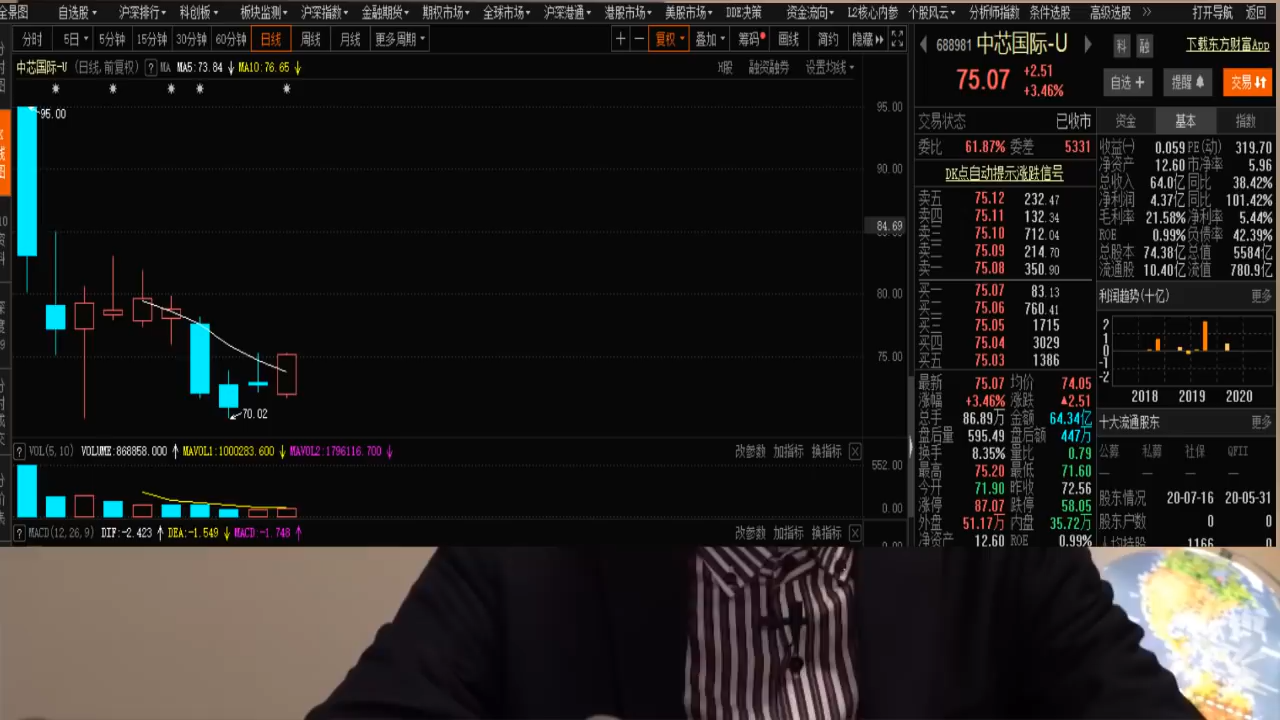 全景图 自选股 沪深排行 科创板 板块监测 沪深指数 金融期货 期权市场 全球市场 沪深港通 港股市场 美股市场 DDE决策 资金流向 L2核心内参 个股风云 分析师指数 条件选股 高级选股 » 打开导航 返回
分时 5日 5分钟 15分钟 30分钟 60分钟 日线 周线 月线 更多周期 + — 复权 叠加 筹码 画线 简约 隐藏
中芯国际-U (日线,前复权) ? MA MA5:73.84 ↓ MA10:76.65 ↓ 融资融券 设置均线
95.00
95.00
90.00
84.69
80.00
75.00
70.02
? VOL(5,10) VOLUME:868858.000 ↑ MAVOL1:1000283.600 ↓ MAVOL2:1796116.700 ↓ 改参数 加指标 换指标
552.00
0.00
? MACD(12,26,9) DIF:-2.423 ↑ DEA:-1.549 ↓ MACD:-1.748 ↑ 改参数 加指标 换指标
688981 中芯国际-U 科 融 下载东方财富App
75.07 +2.51 +3.46% 自选 + 提醒 交易
交易状态 已收市
委比 61.87% 委差 5331
DK点自动提示涨跌信号
卖五 75.12 232.47
卖四 75.11 132.34
卖三 75.10 712.04
卖二 75.09 214.70
卖一 75.08 350.90
买一 75.07 83.13
买二 75.06 760.41
买三 75.05 1715
买四 75.04 3029
买五 75.03 1386
最新 75.07 均价 74.05
涨幅 +3.46% 涨跌 ▲2.51
总手 86.89万 金额 64.34亿
盘后量 595.49 盘后额 447万
换手 8.35% 量比 0.79
最高 75.20 最低 71.60
今开 71.90 昨收 72.56
涨停 87.07 跌停 58.05
外盘 51.17万 内盘 35.72万
净资产 12.60 ROE 0.99%
资金 基本 指数
收益(一) 0.059 PE(动) 319.70
净资产 12.60 市净率 5.96
总收入 64.0亿 同比 38.42%
净利润 4.37亿 同比 101.42%
毛利率 21.58% 净利率 5.44%
ROE 0.99% 负债率 42.39%
总股本 74.38亿 总值 5584亿
流通股 10.40亿 流值 780.9亿
利润趋势(十亿) 更多
2
1
0
-1
-2
2018 2019 2020
十大流通股东 更多
公募 私募 社保 QFII
— — — —
股东情况 20-07-16 20-05-31
股东户数 0 0
人均持股 1166 0